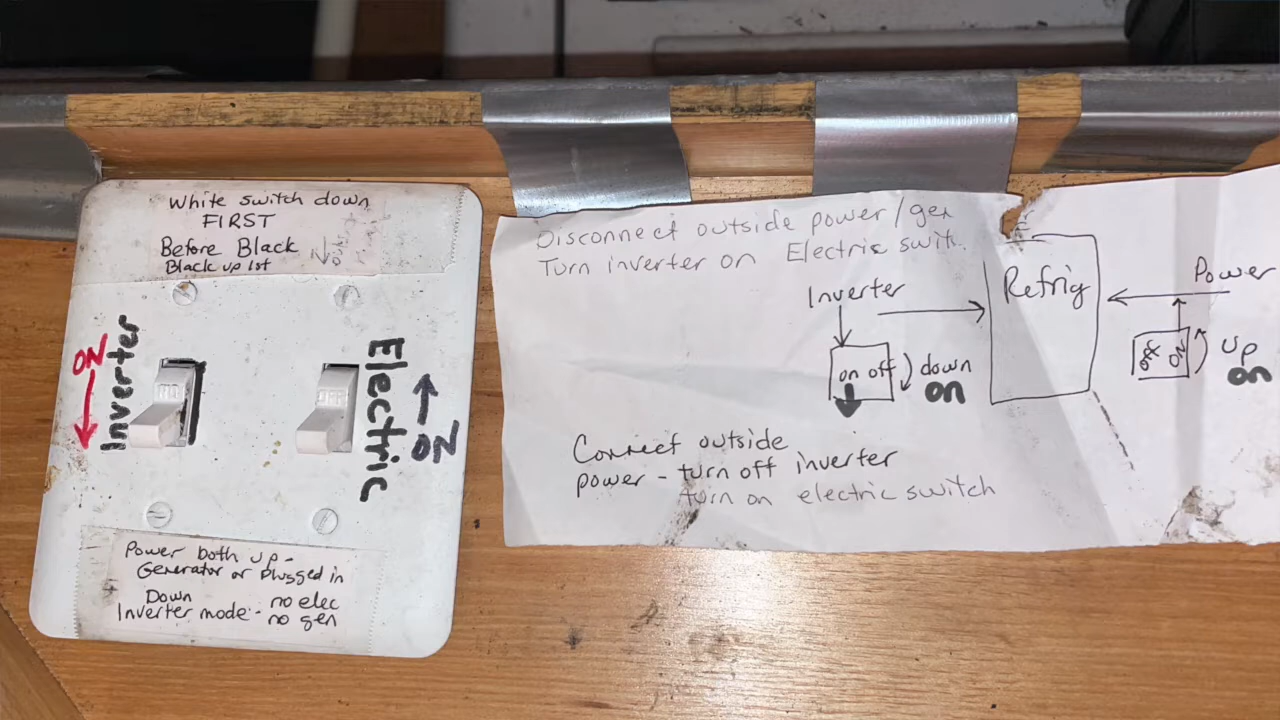 White switch down
FIRST
Before Black
Black up 1st
ON
Inverter
ON
Electric
OFF
ON
Power both up -
Generator or plugged in
Down no elec
Inverter mode - no gen
Disconnect outside power/gen
Turn inverter on Electric switch
Inverter
on off
down
on
Refrig
Power
off
on
up
on
Connect outside
power - turn off inverter
turn on electric switch